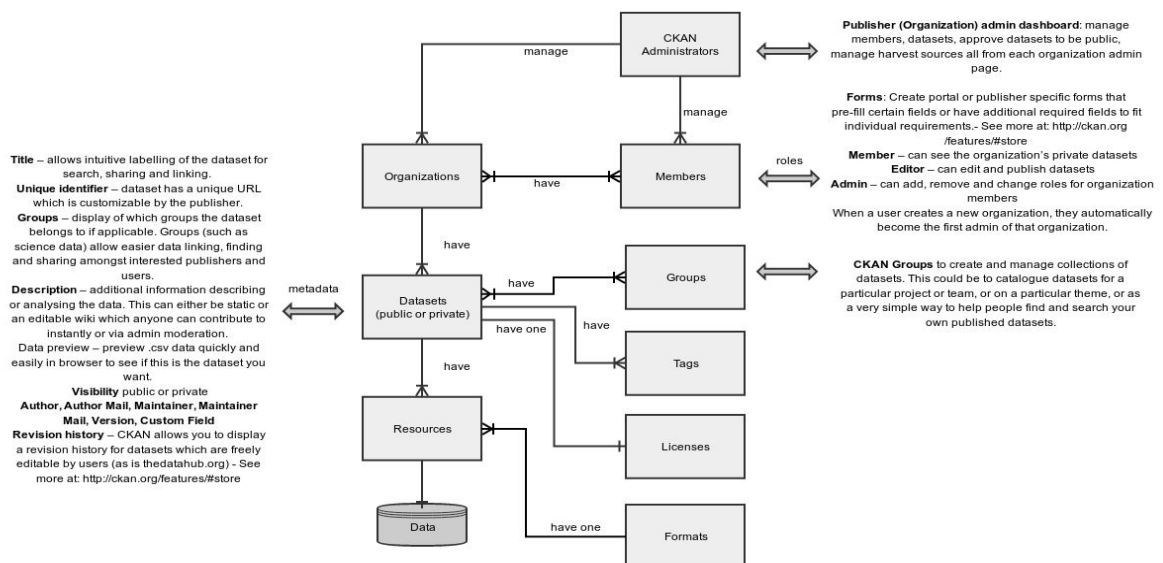 Title – allows intuitive labelling of the dataset for
search, sharing and linking.
Unique identifier – dataset has a unique URL
which is customizable by the publisher.
Groups – display of which groups the dataset
belongs to if applicable. Groups (such as
science data) allow easier data linking, finding
and sharing amongst interested publishers and
users.
Description – additional information describing
or analysing the data. This can either be static or
an editable wiki which anyone can contribute to
instantly or via admin moderation.
Data preview – preview .csv data quickly and
easily in browser to see if this is the dataset you
want.
Visibility public or private
Author, Author Mail, Maintainer, Maintainer
Mail, Version, Custom Field
Revision history – CKAN allows you to display
a revision history for datasets which are freely
editable by users (as is thedatahub.org) - See
more at: http://ckan.org/features/#store
metadata
manage
CKAN
Administrators
manage
Organizations
have
Members
roles
have
Datasets
(public or private)
have
Groups
have one
have
Tags
have
Resources
Licenses
Data
have one
Formats
Publisher (Organization) admin dashboard: manage
members, datasets, approve datasets to be public,
manage harvest sources all from each organization admin
page.
Forms: Create portal or publisher specific forms that
pre-fill certain fields or have additional required fields to fit
individual requirements.- See more at: http://ckan.org
/features/#store
Member – can see the organization's private datasets
Editor – can edit and publish datasets
Admin – can add, remove and change roles for organization
members
When a user creates a new organization, they automatically
become the first admin of that organization.
CKAN Groups to create and manage collections of
datasets. This could be to catalogue datasets for a
particular project or team, or on a particular theme, or as
a very simple way to help people find and search your
own published datasets.